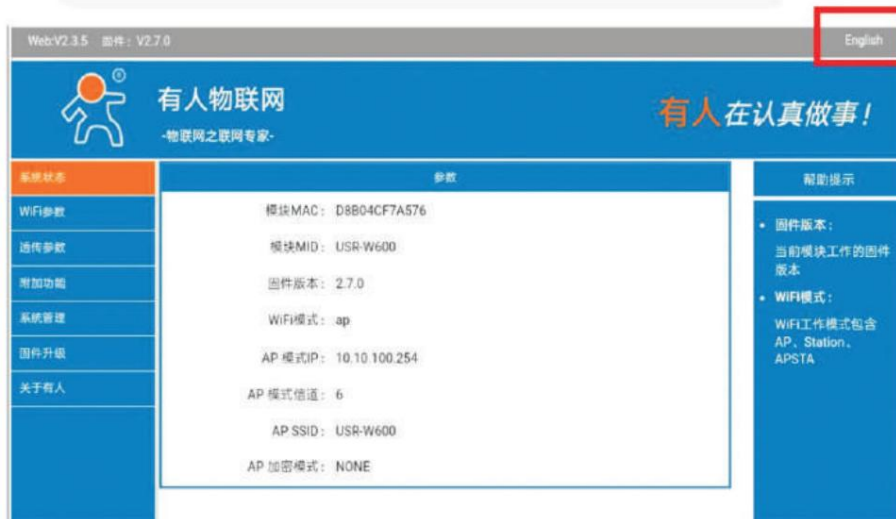 Web:V2.3.5 固件：V2.7.0
English
®
有人物联网
-物联网之联网专家-
有人在认真做事！
系统状态
WiFi参数
透传参数
附加功能
系统管理
固件升级
关于有人
参数
模块MAC： D8B04CF7A576
模块MID： USR-W600
固件版本： 2.7.0
WiFi模式： ap
AP 模式IP： 10.10.100.254
AP 模式信道： 6
AP SSID： USR-W600
AP 加密模式： NONE
帮助提示
• 固件版本：
当前模块工作的固件
版本
• WiFi模式：
WiFi工作模式包含
AP、Station、
APSTA